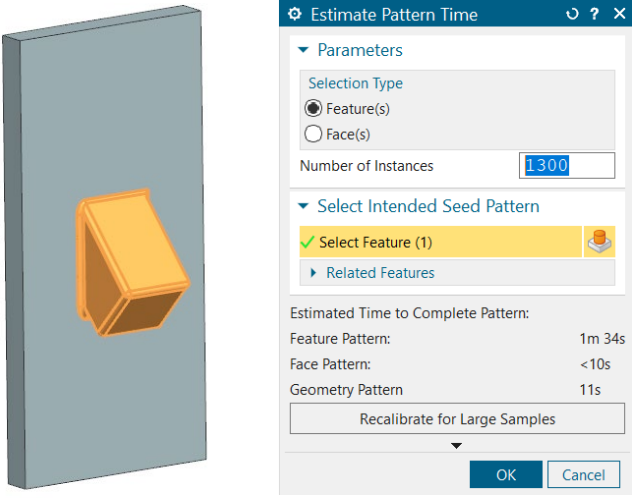 Estimate Pattern Time
Parameters
Selection Type
Feature(s)
Face(s)
Number of Instances 1300
Select Intended Seed Pattern
Select Feature (1)
Related Features
Estimated Time to Complete Pattern:
Feature Pattern: 1m 34s
Face Pattern: <10s
Geometry Pattern 11s
Recalibrate for Large Samples
OK Cancel